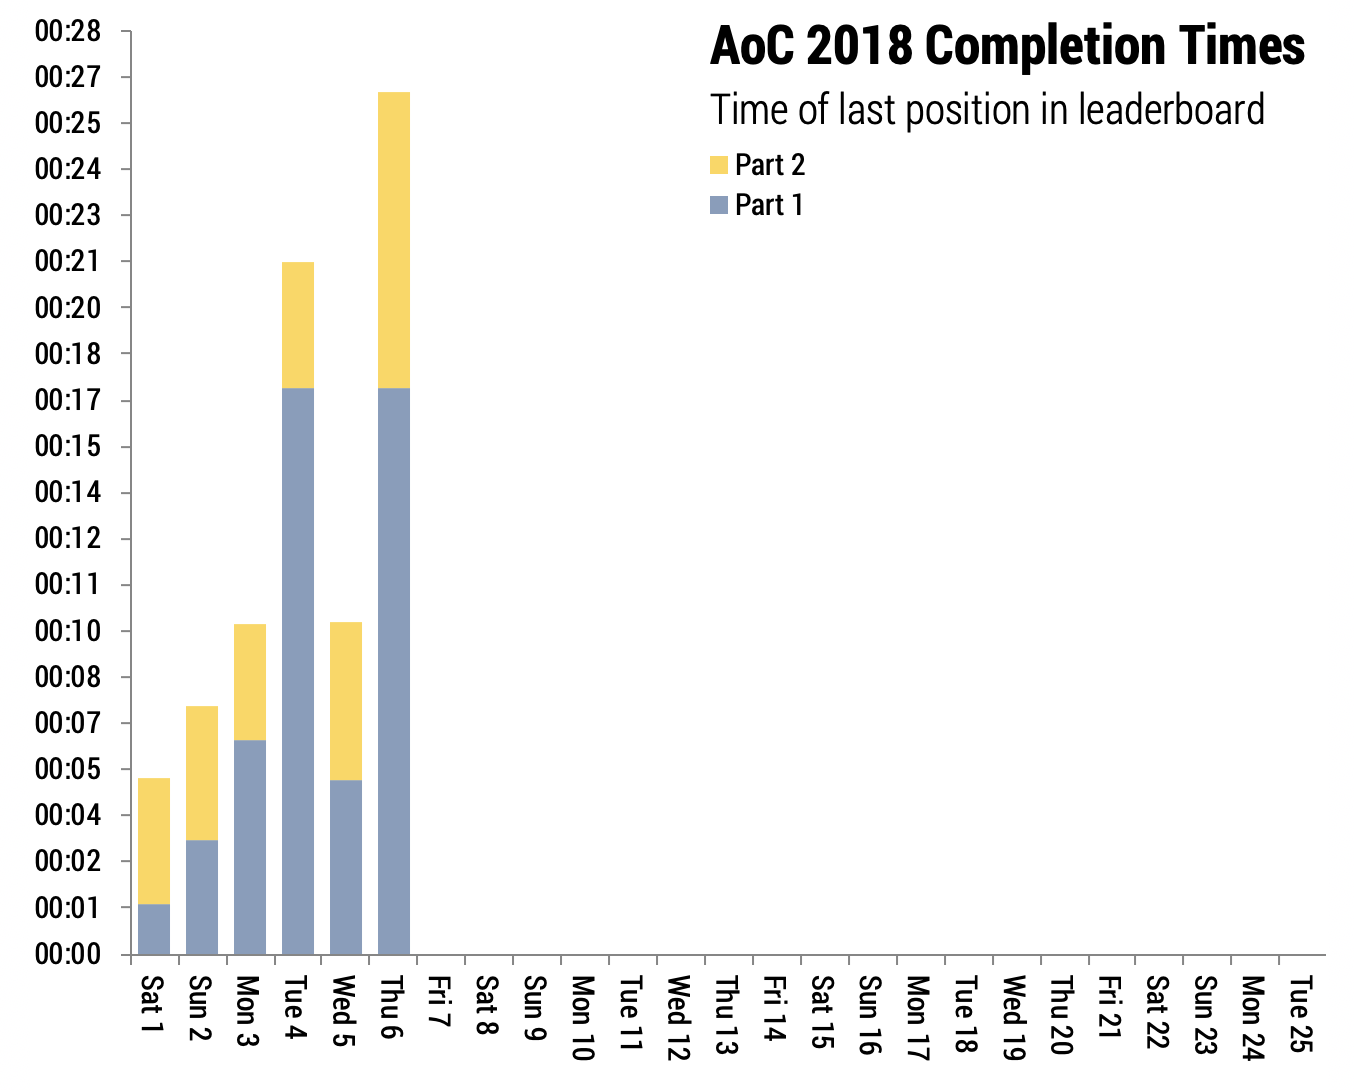 AoC 2018 Completion Times
Time of last position in leaderboard
Part 2
Part 1
00:28
00:27
00:25
00:24
00:23
00:21
00:20
00:18
00:17
00:15
00:14
00:12
00:11
00:10
00:08
00:07
00:05
00:04
00:02
00:01
00:00
Sat 1
Sun 2
Mon 3
Tue 4
Wed 5
Thu 6
Fri 7
Sat 8
Sun 9
Mon 10
Tue 11
Wed 12
Thu 13
Fri 14
Sat 15
Sun 16
Mon 17
Tue 18
Wed 19
Thu 20
Fri 21
Sat 22
Sun 23
Mon 24
Tue 25